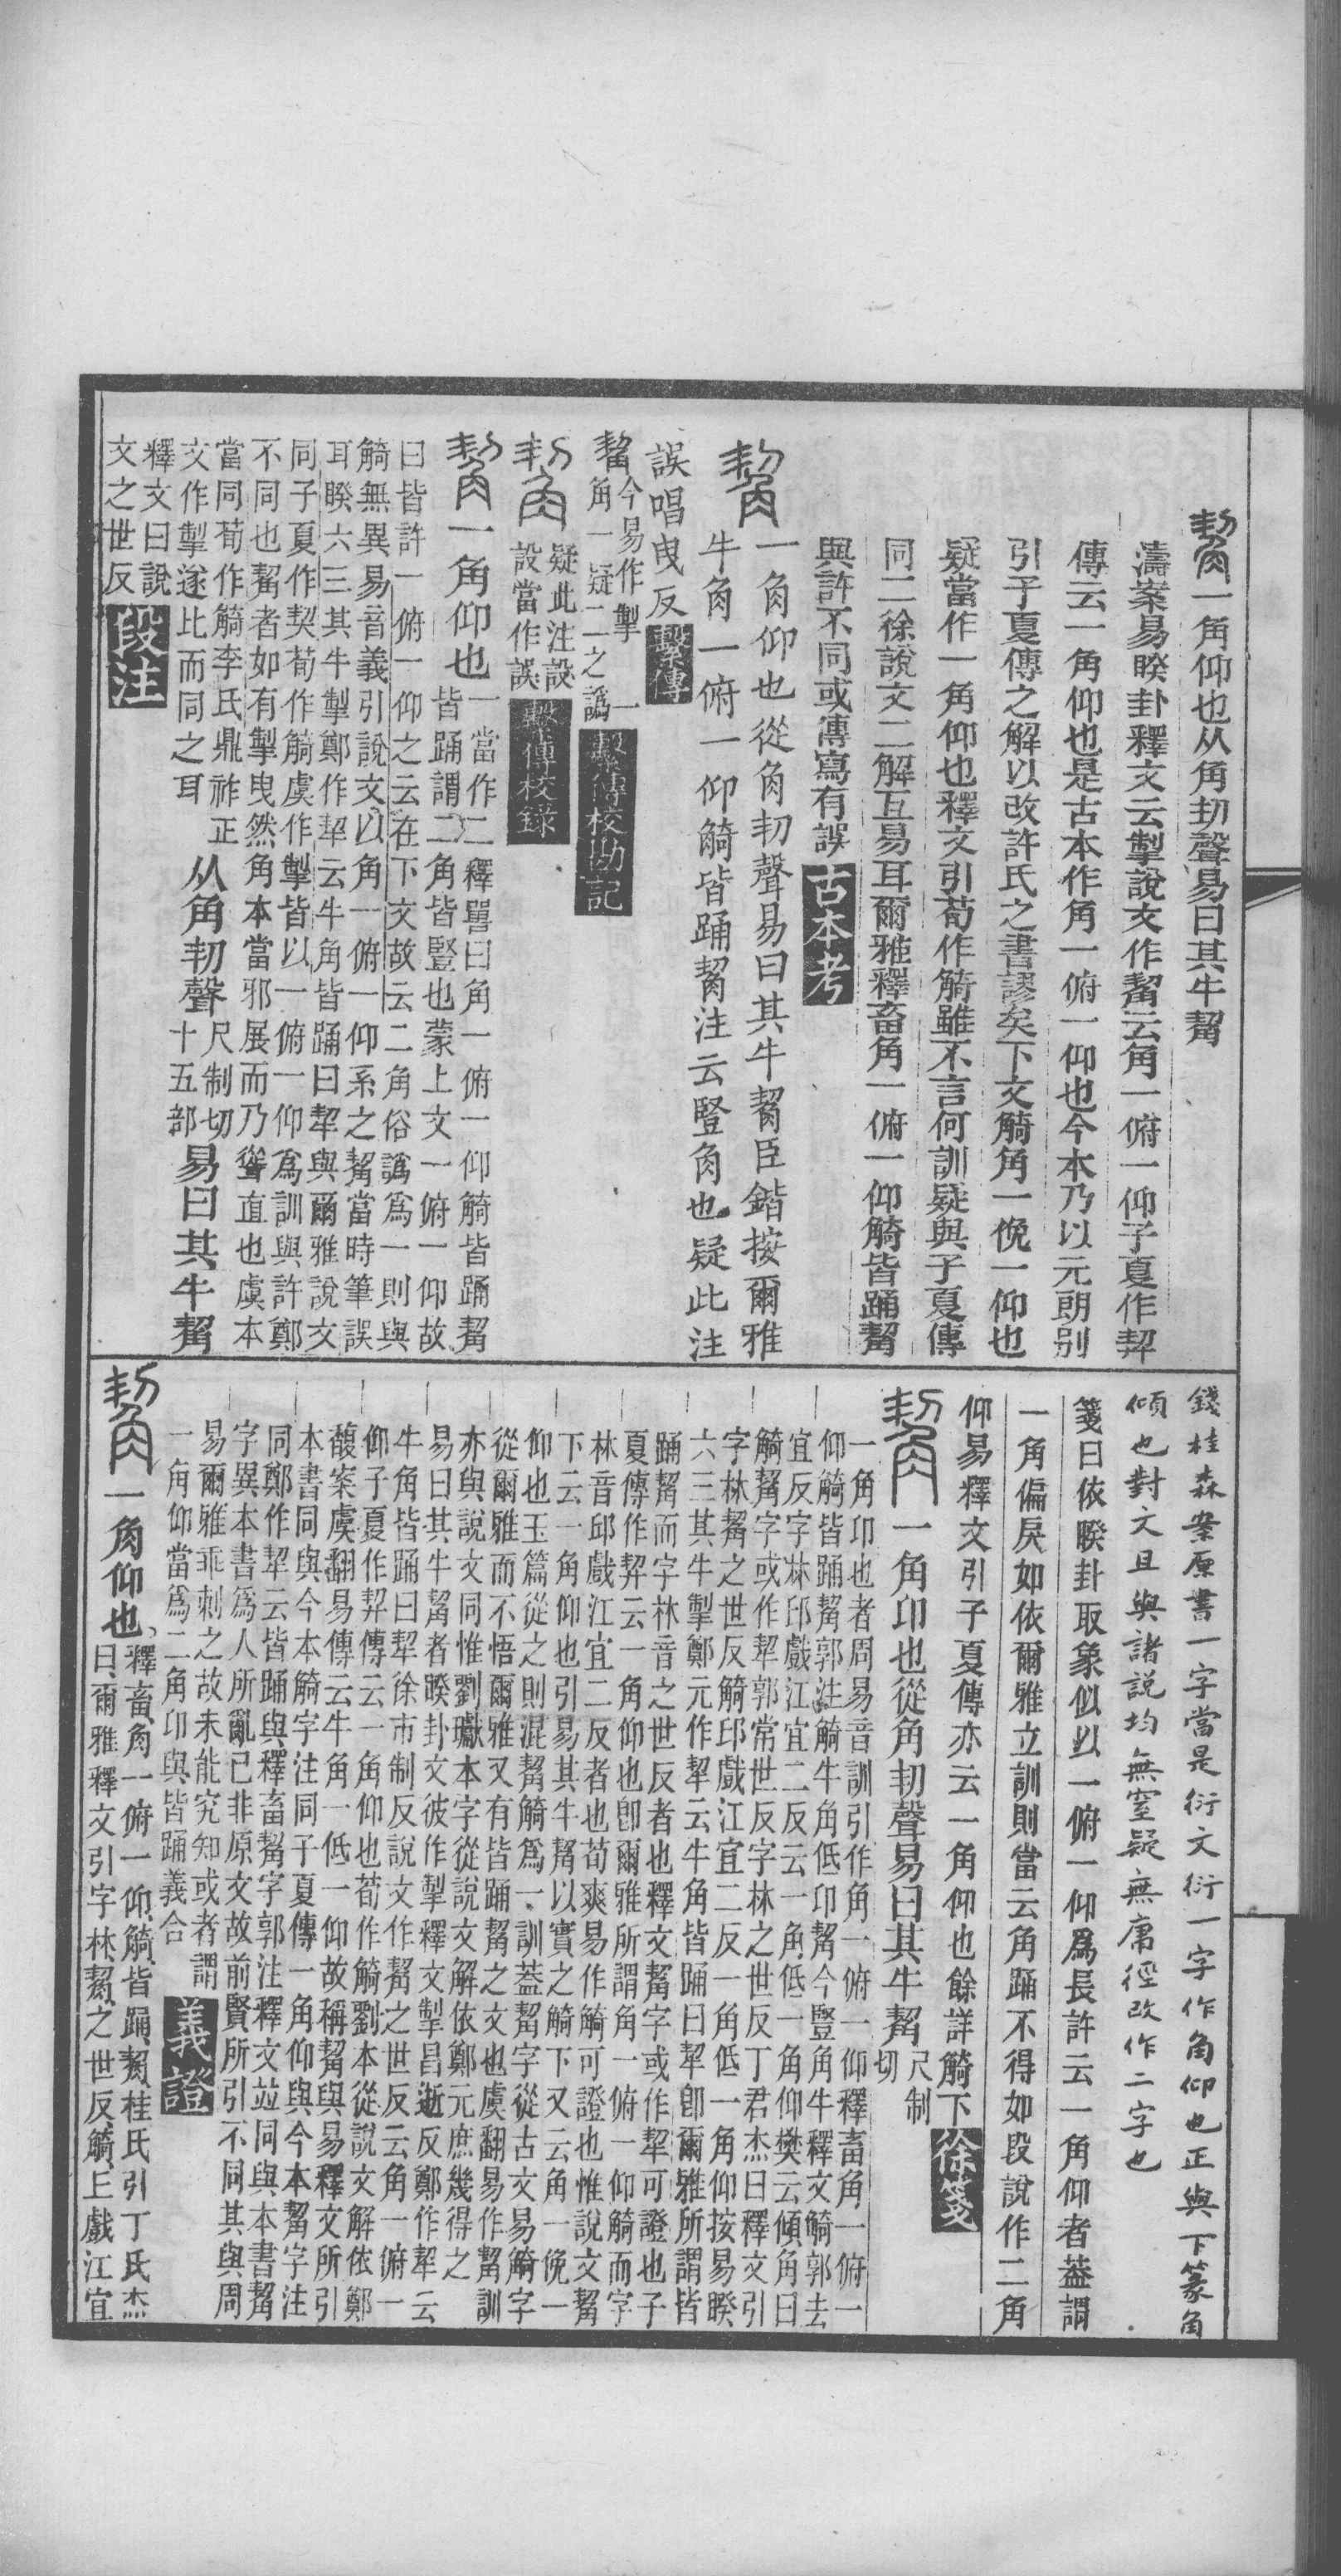 觢一角仰也从角㓞聲易曰其牛觢
濤案易睽卦釋文云掣說文作觢云角一俯一仰子夏作挈
傳云一角仰也是古本作角一俯一仰也今本乃以元朗别
引子夏傳之解以改許氏之書謬矣下文觭角一俛一仰也
疑當作一角仰也釋文引荀作觭雖不言何訓疑與子夏傳
同二徐說文二解互易耳爾雅釋畜角一俯一仰觭皆踊觢
與許不同或傳寫有誤古本考
觢一角仰也從角㓞聲易曰其牛觢臣鍇按爾雅
牛角一俯一仰觭皆踊觢注云豎角也疑此注
誤唱曳反繫傳
觢今易作掣一
角一疑二之譌繫傳校勘記
觢疑此注設
設當作誤繫傳校錄
觢一角仰也一當作二釋嘼曰角一俯一仰觭皆踊觢
皆踊謂二角皆豎也蒙上文一俯一仰故
曰皆許一俯一仰之云在下文故云二角俗譌爲一則與
觭無異易音義引說文以角一俯一仰系之觢當時筆誤
耳睽六三其牛掣鄭作挈云牛角皆踊曰挈與爾雅說文
同子夏作契荀作觭虞作掣皆以一俯一仰爲訓與許鄭
不同也觢者如有掣曳然角本當邪展而乃聳直也虞本
當同荀作觭李氏鼎祚正
文作掣遂比而同之耳从角㓞聲尺制切
十五部易曰其牛觢
釋文曰說
文之世反段注
錢桂森案原書一字當是衍文衍一字作角仰也正與下篆角
傾也對文且與諸說均無窒疑無庸徑改作二字也
箋曰依睽卦取象似以一俯一仰爲長許云一角仰者葢謂
一角偏戾如依爾雅立訓則當云角踊不得如段說作二角
仰易釋文引子夏傳亦云一角仰也餘詳觭下徐箋
觢一角卬也從角㓞聲易曰其牛觢尺制
切
一角卬也者周易音訓引作角一俯一仰釋畜角一俯一
仰觭皆踊觢郭注觭牛角低卬觢今豎角牛釋文觭郭去
宜反字林邱戲江宜二反云一角低一角仰樊云傾角曰
觭觢字或作挈郭常世反字林之世反丁君杰曰釋文引
字林觢之世反觭邱戲江宜二反一角低一角仰按易睽
六三其牛掣鄭元作挈云牛角皆踊曰挈卽爾雅所謂皆
踊觢而字林音之世反者也釋文觢字或作挈可證也子
夏傳作挈云一角仰也卽爾雅所謂角一俯一仰觭而字
林音邱戲江宜二反者也荀爽易作觭可證也惟說文觢
下云一角仰也引易其牛觢以實之觭下又云角一俛一
仰也玉篇從之則混觢觭爲一訓葢觢字從古文易觭字
從爾雅而不悟爾雅又有皆踊觢之文也虞翻易作觢訓
亦與說文同惟劉瓛本字從說文解依鄭元庶幾得之
易曰其牛觢者睽卦文彼作掣釋文掣昌逝反鄭作挈云
牛角皆踊曰挈徐市制反說文作觢之世反云角一俯一
仰子夏作挈傳云一角仰也荀作觭劉本從說文解依鄭
馥案虞翻易傳云牛角一低一仰故稱觢與易釋文所引
本書同與今本觭字注同子夏傳一角仰與今本觢字注
同鄭作挈云皆踊與釋畜觢字郭注釋文竝同與本書觢
字異本書爲人所亂已非原文故前賢所引不同其與周
易爾雅乖剌之故未能究知或者謂
一角仰當爲二角卬與皆踊義合義證
觢一角仰也釋畜角一俯一仰觭皆踊觢桂氏引丁氏杰
曰爾雅釋文引字林觢之世反觭丘戲江宜